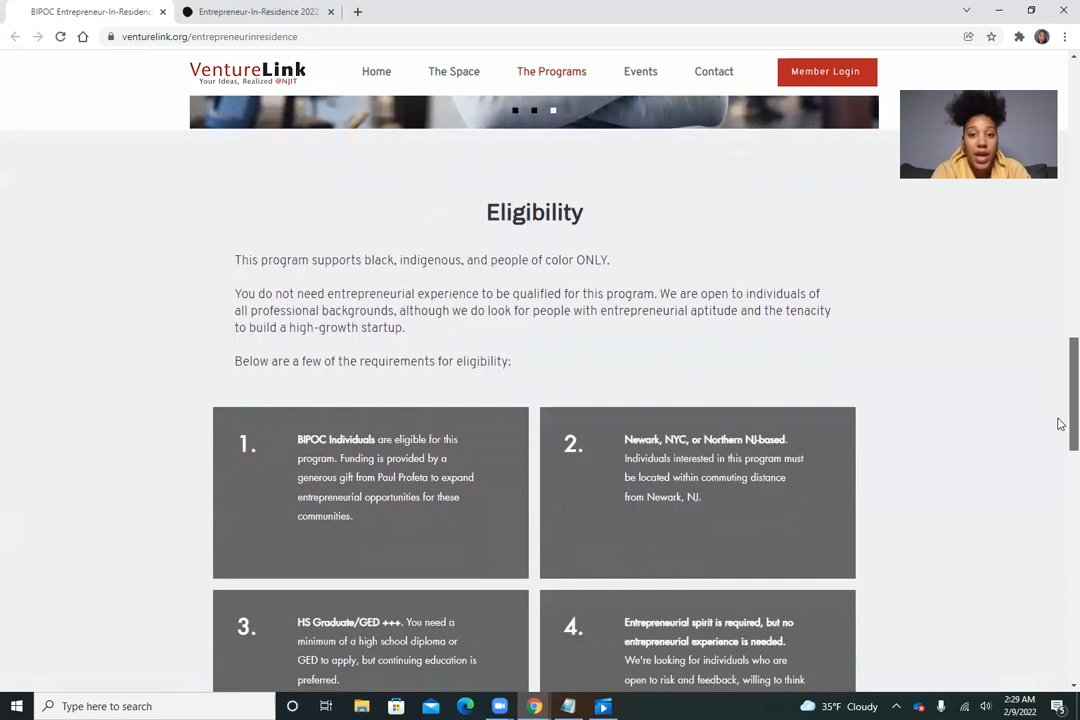 BIPOC Entrepreneur-In-Residenc
Entrepreneur-In-Residence 2022
venturelink.org/entrepreneurinresidence
VentureLink
Your Ideas, Realized @NJIT
Home
The Space
The Programs
Events
Contact
Member Login
Eligibility
This program supports black, indigenous, and people of color ONLY.
You do not need entrepreneurial experience to be qualified for this program. We are open to individuals of
all professional backgrounds, although we do look for people with entrepreneurial aptitude and the tenacity
to build a high-growth startup.
Below are a few of the requirements for eligibility:
1.
BIPOC Individuals are eligible for this
program. Funding is provided by a
generous gift from Paul Profeta to expand
entrepreneurial opportunities for these
communities.
2.
Newark, NYC, or Northern NJ-based.
Individuals interested in this program must
be located within commuting distance
from Newark, NJ.
3.
HS Graduate/GED +++. You need a
minimum of a high school diploma or
GED to apply, but continuing education is
preferred.
4.
Entrepreneurial spirit is required, but no
entrepreneurial experience is needed.
We're looking for individuals who are
open to risk and feedback, willing to think
Type here to search
35°F Cloudy
2:29 AM
2/9/2022
5